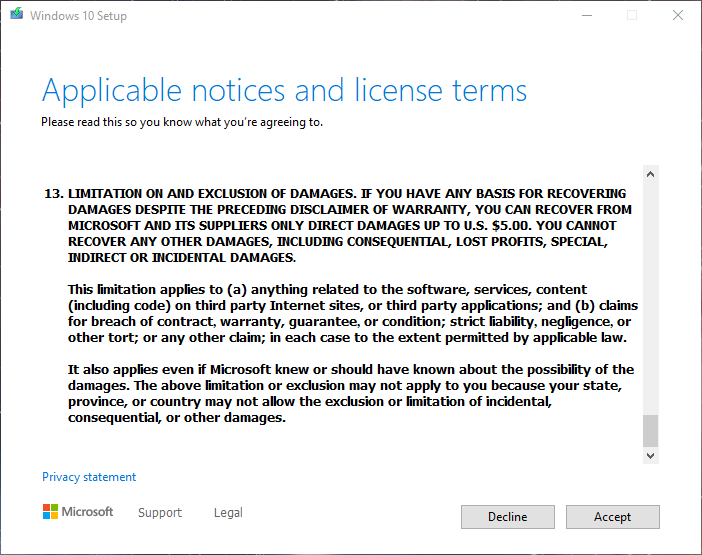 Windows 10 Setup
Applicable notices and license terms
Please read this so you know what you're agreeing to.
13. LIMITATION ON AND EXCLUSION OF DAMAGES. IF YOU HAVE ANY BASIS FOR RECOVERING
DAMAGES DESPITE THE PRECEDING DISCLAIMER OF WARRANTY, YOU CAN RECOVER FROM
MICROSOFT AND ITS SUPPLIERS ONLY DIRECT DAMAGES UP TO U.S. $5.00. YOU CANNOT
RECOVER ANY OTHER DAMAGES, INCLUDING CONSEQUENTIAL, LOST PROFITS, SPECIAL,
INDIRECT OR INCIDENTAL DAMAGES.
This limitation applies to (a) anything related to the software, services, content
(including code) on third party Internet sites, or third party applications; and (b) claims
for breach of contract, warranty, guarantee, or condition; strict liability, negligence, or
other tort; or any other claim; in each case to the extent permitted by applicable law.
It also applies even if Microsoft knew or should have known about the possibility of the
damages. The above limitation or exclusion may not apply to you because your state,
province, or country may not allow the exclusion or limitation of incidental,
consequential, or other damages.
Privacy statement
Microsoft Support Legal Decline Accept